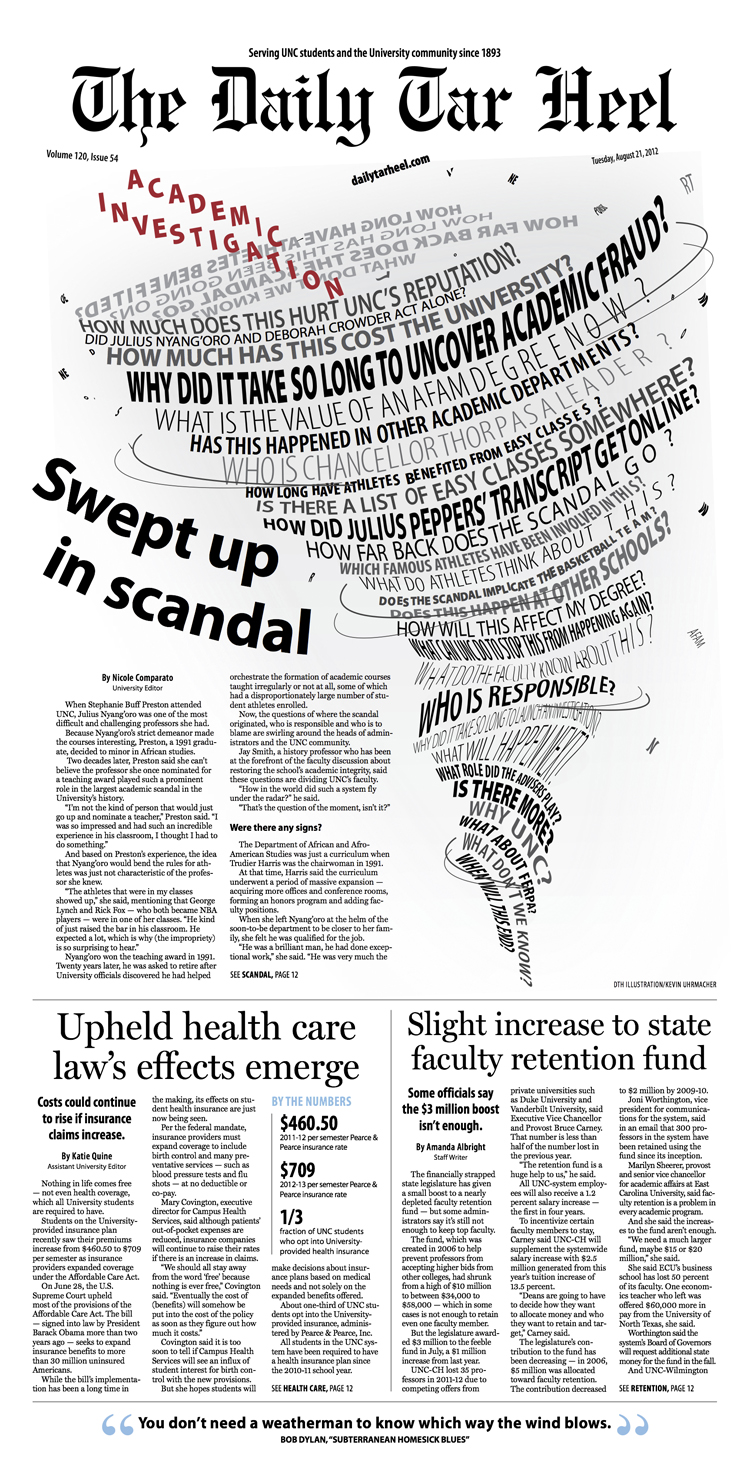 Serving UNC students and the University community since 1893
The Daily Tar Heel
Volume 120, Issue 54
dailytarheel.com
Tuesday, August 21, 2012
ACADEMIC
INVESTIGATION
HOW LONG HAVE ATHLETES BENEFITED?
HOW LONG HAS THIS BEEN GOING ON?
HOW FAR BACK DOES THE SCANDAL GO?
WHAT DON'T WE KNOW?
HOW MUCH DOES THIS HURT UNC'S REPUTATION?
DID JULIUS NYANG'ORO AND DEBORAH CROWDER ACT ALONE?
HOW MUCH HAS THIS COST THE UNIVERSITY?
WHY DID IT TAKE SO LONG TO UNCOVER ACADEMIC FRAUD?
WHAT IS THE VALUE OF AN AFAM DEGREE NOW?
HAS THIS HAPPENED IN OTHER ACADEMIC DEPARTMENTS?
WHO IS CHANCELLOR THORP AS A LEADER?
HOW LONG HAVE ATHLETES BENEFITED FROM EASY CLASSES?
IS THERE A LIST OF EASY CLASSES SOMEWHERE?
HOW DID JULIUS PEPPERS' TRANSCRIPT GET ONLINE?
HOW FAR BACK DOES THE SCANDAL GO?
WHICH FAMOUS ATHLETES HAVE BEEN INVOLVED IN THIS?
WHAT DO ATHLETES THINK ABOUT THIS?
DOES THE SCANDAL IMPLICATE THE BASKETBALL TEAM?
DOES THIS HAPPEN AT OTHER SCHOOLS?
HOW WILL THIS AFFECT MY DEGREE?
WHAT CAN UNC DO TO STOP THIS FROM HAPPENING AGAIN?
WHAT DO THE FACULTY KNOW ABOUT THIS?
WHO IS RESPONSIBLE?
WHY DID IT TAKE SO LONG TO LAUNCH AN INVESTIGATION?
WHAT WILL HAPPEN?
WHAT ROLE DID THE ADVISERS PLAY?
IS THERE MORE?
WHY UNC?
WHAT ABOUT FERPA?
WHAT DON'T WE KNOW?
WHEN WILL THIS END?
AFAM
Swept up
in scandal
By Nicole Comparato
University Editor
When Stephanie Buff Preston attended
UNC, Julius Nyang'oro was one of the most
difficult and challenging professors she had.
Because Nyang'oro's strict demeanor made
the courses interesting, Preston, a 1991 gradu-
ate, decided to minor in African studies.
Two decades later, Preston said she can't
believe the professor she once nominated for
a teaching award played such a prominent
role in the largest academic scandal in the
University's history.
"I'm not the kind of person that would just
go up and nominate a teacher," Preston said. "I
was so impressed and had such an incredible
experience in his classroom, I thought I had to
do something."
And based on Preston's experience, the idea
that Nyang'oro would bend the rules for ath-
letes was just not characteristic of the profes-
sor she knew.
"The athletes that were in my classes
showed up," she said, mentioning that George
Lynch and Rick Fox — who both became NBA
players — were in one of her classes. "He kind
of just raised the bar in his classroom. He
expected a lot, which is why (the impropriety)
is so surprising to hear."
Nyang'oro won the teaching award in 1991.
Twenty years later, he was asked to retire after
University officials discovered he had helped
orchestrate the formation of academic courses
taught irregularly or not at all, some of which
had a disproportionately large number of stu-
dent athletes enrolled.
Now, the questions of where the scandal
originated, who is responsible and who is to
blame are swirling around the heads of admin-
istrators and the UNC community.
Jay Smith, a history professor who has been
at the forefront of the faculty discussion about
restoring the school's academic integrity, said
these questions are dividing UNC's faculty.
"How in the world did such a system fly
under the radar?" he said.
"That's the question of the moment, isn't it?"
Were there any signs?
The Department of African and Afro-
American Studies was just a curriculum when
Trudier Harris was the chairwoman in 1991.
At that time, Harris said the curriculum
underwent a period of massive expansion —
acquiring more offices and conference rooms,
forming an honors program and adding fac-
ulty positions.
When she left Nyang'oro at the helm of the
soon-to-be department to be closer to her fam-
ily, she felt he was qualified for the job.
"He was a brilliant man, he had done excep-
tional work," she said. "He was very much the
SEE SCANDAL, PAGE 12
DTH ILLUSTRATION/KEVIN UHRMACHER
Upheld health care
law's effects emerge
Costs could continue
to rise if insurance
claims increase.
By Katie Quine
Assistant University Editor
Nothing in life comes free
— not even health coverage,
which all University students
are required to have.
Students on the University-
provided insurance plan
recently saw their premiums
increase from $460.50 to $709
per semester as insurance
providers expanded coverage
under the Affordable Care Act.
On June 28, the U.S.
Supreme Court upheld
most of the provisions of the
Affordable Care Act. The bill
— signed into law by President
Barack Obama more than two
years ago — seeks to expand
insurance benefits to more
than 30 million uninsured
Americans.
While the bill's implementa-
tion has been a long time in
the making, its effects on stu-
dent health insurance are just
now being seen.
Per the federal mandate,
insurance providers must
expand coverage to include
birth control and many pre-
ventative services — such as
blood pressure tests and flu
shots — at no deductible or
co-pay.
Mary Covington, executive
director for Campus Health
Services, said although patients'
out-of-pocket expenses are
reduced, insurance companies
will continue to raise their rates
if there is an increase in claims.
"We should all stay away
from the word 'free' because
nothing is ever free," Covington
said. "Eventually the cost of
(benefits) will somehow be
put into the cost of the policy
as soon as they figure out how
much it costs."
Covington said it is too
soon to tell if Campus Health
Services will see an influx of
student interest for birth con-
trol with the new provisions.
But she hopes students will
BY THE NUMBERS
$460.50
2011-12 per semester Pearce &
Pearce insurance rate
$709
2012-13 per semester Pearce &
Pearce insurance rate
1/3
fraction of UNC students
who opt into University-
provided health insurance
make decisions about insur-
ance plans based on medical
needs and not solely on the
expanded benefits offered.
About one-third of UNC stu-
dents opt into the University-
provided insurance, adminis-
tered by Pearce & Pearce, Inc.
All students in the UNC sys-
tem have been required to have
a health insurance plan since
the 2010-11 school year.
SEE HEALTH CARE, PAGE 12
Slight increase to state
faculty retention fund
Some officials say
the $3 million boost
isn't enough.
By Amanda Albright
Staff Writer
The financially strapped
state legislature has given
a small boost to a nearly
depleted faculty retention
fund — but some admini-
strators say it's still not
enough to keep top faculty.
The fund, which was
created in 2006 to help
prevent professors from
accepting higher bids from
other colleges, had shrunk
from a high of $10 million
to between $34,000 to
$58,000 — which in some
cases is not enough to retain
even one faculty member.
But the legislature award-
ed $3 million to the feeble
fund in July, a $1 million
increase from last year.
UNC-CH lost 35 pro-
fessors in 2011-12 due to
competing offers from
private universities such
as Duke University and
Vanderbilt University, said
Executive Vice Chancellor
and Provost Bruce Carney.
That number is less than
half of the number lost in
the previous year.
"The retention fund is a
huge help to us," he said.
All UNC-system employ-
ees will also receive a 1.2
percent salary increase —
the first in four years.
To incentivize certain
faculty members to stay,
Carney said UNC-CH will
supplement the systemwide
salary increase with $2.5
million generated from this
year's tuition increase of
13.5 percent.
"Deans are going to have
to decide how they want
to allocate money and who
they want to retain and tar-
get," Carney said.
The legislature's con-
tribution to the fund has
been decreasing — in 2006,
$5 million was allocated
toward faculty retention.
The contribution decreased
to $2 million by 2009-10.
Joni Worthington, vice
president for communica-
tions for the system, said
in an email that 300 pro-
fessors in the system have
been retained using the
fund since its inception.
Marilyn Sheerer, provost
and senior vice chancellor
for academic affairs at East
Carolina University, said fac-
ulty retention is a problem in
every academic program.
And she said the increas-
es to the fund aren't enough.
"We need a much larger
fund, maybe $15 or $20
million," she said.
She said ECU's business
school has lost 50 percent
of its faculty. One econom-
ics teacher who left was
offered $60,000 more in
pay from the University of
North Texas, she said.
Worthington said the
system's Board of Governors
will request additional state
money for the fund in the fall.
And UNC-Wilmington
SEE RETENTION, PAGE 12
"You don't need a weatherman to know which way the wind blows."
BOB DYLAN, "SUBTERRANEAN HOMESICK BLUES"